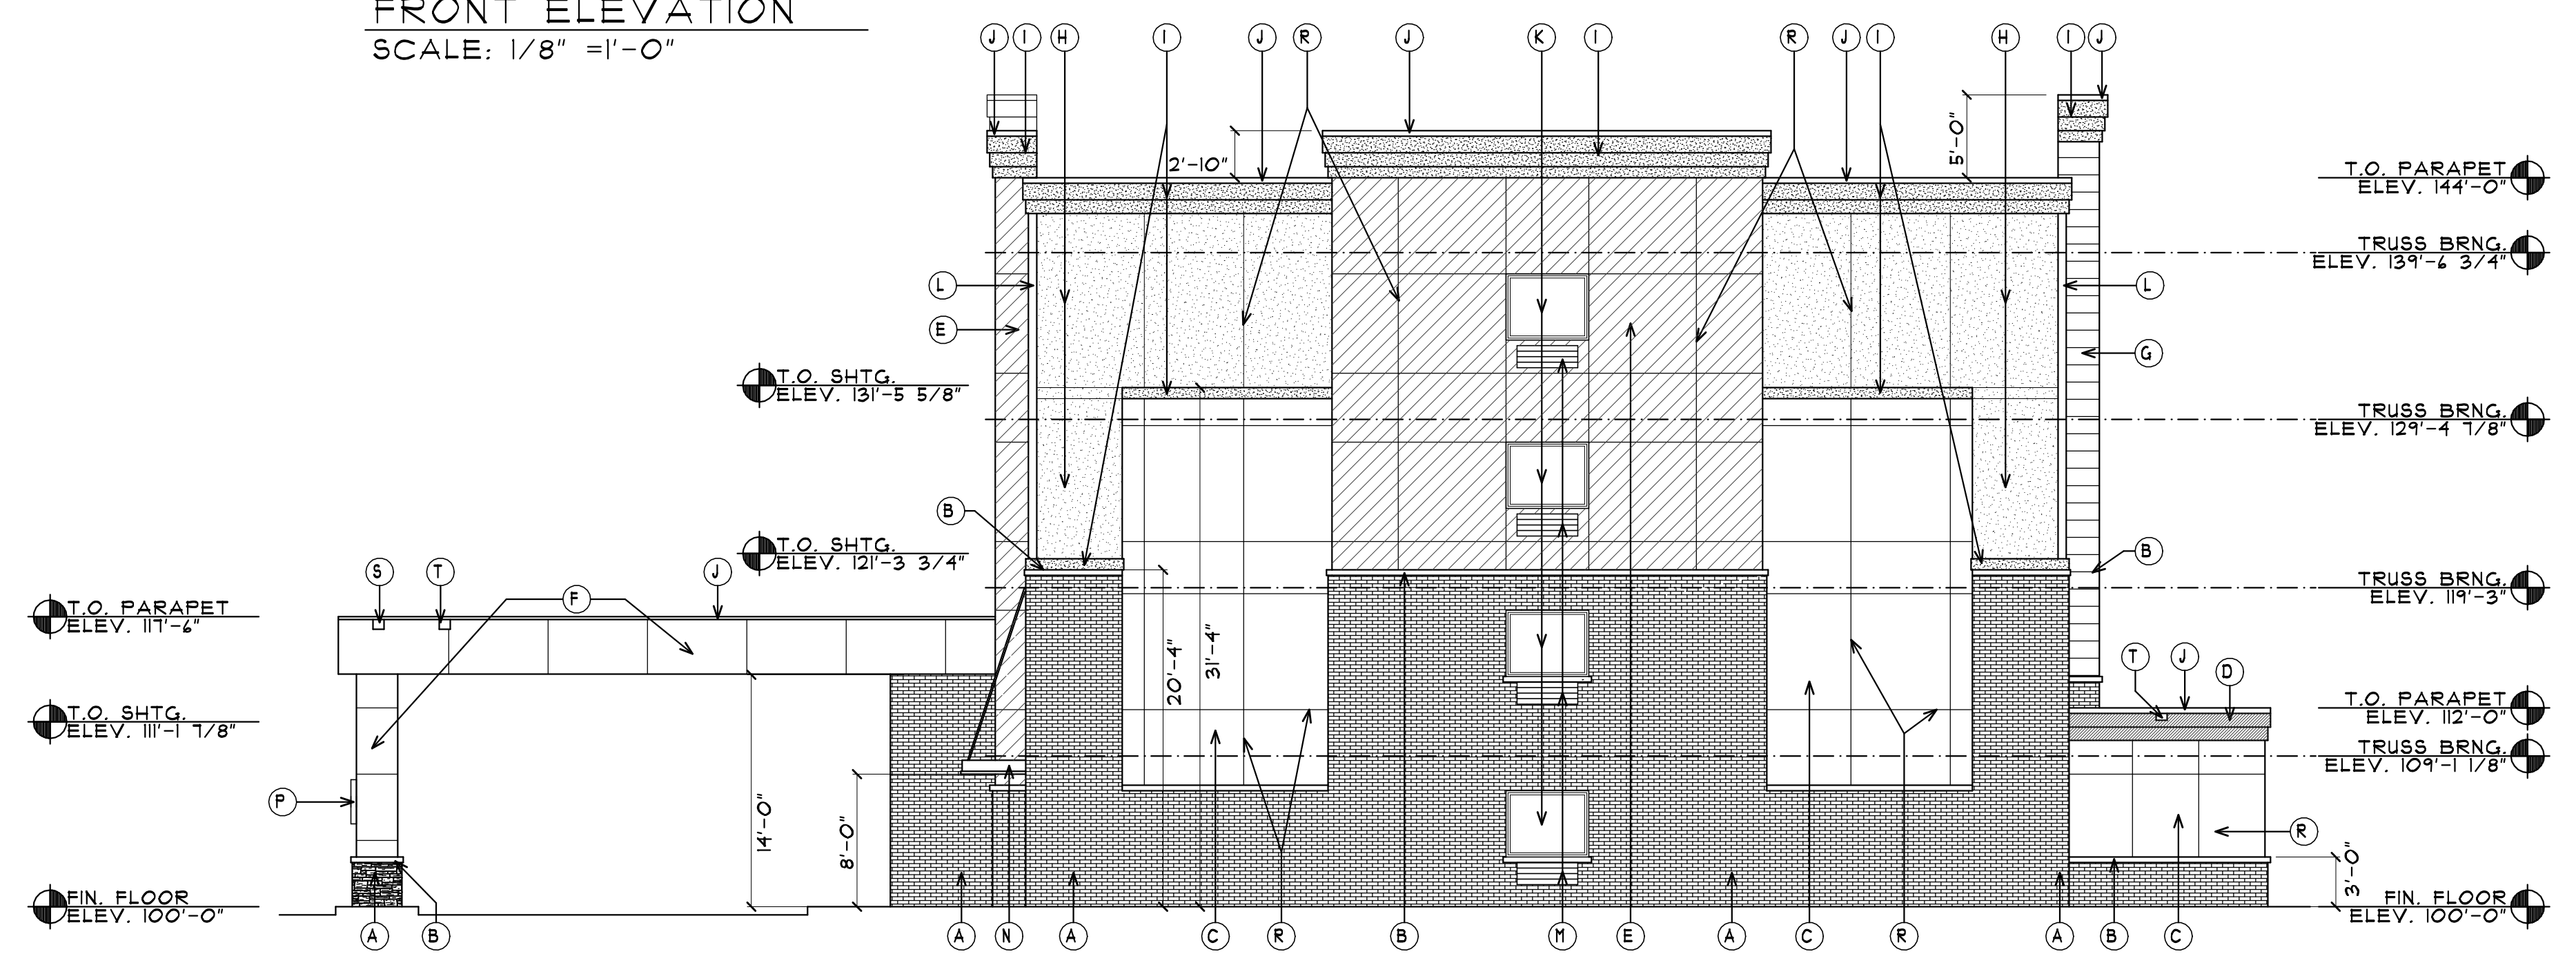 FRONT ELEVATION
SCALE: 1/8" =1'-0"
J I H I J R J K I R J I H I J
2'-10"
5'-0"
T.O. PARAPET
ELEV. 144'-0"
TRUSS BRNG.
ELEV. 139'-6 3/4"
L
L
E
G
T.O. SHTG.
ELEV. 131'-5 5/8"
TRUSS BRNG.
ELEV. 129'-4 7/8"
B
B
T.O. SHTG.
ELEV. 121'-3 3/4"
S T F J
TRUSS BRNG.
ELEV. 119'-3"
T.O. PARAPET
ELEV. 117'-6"
20'-4"
31'-4"
T J D
T.O. SHTG.
ELEV. 111'-1 7/8"
T.O. PARAPET
ELEV. 112'-0"
TRUSS BRNG.
ELEV. 109'-1 1/8"
P
14'-0"
8'-0"
R
3'-0"
FIN. FLOOR
ELEV. 100'-0"
FIN. FLOOR
ELEV. 100'-0"
A B A N A C R B M E A C R A B C